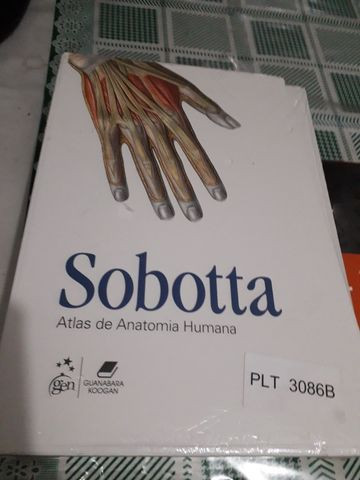 Sobotta
Atlas de Anatomia Humana
gen
GUANABARA
KOOGAN
PLT 3086B